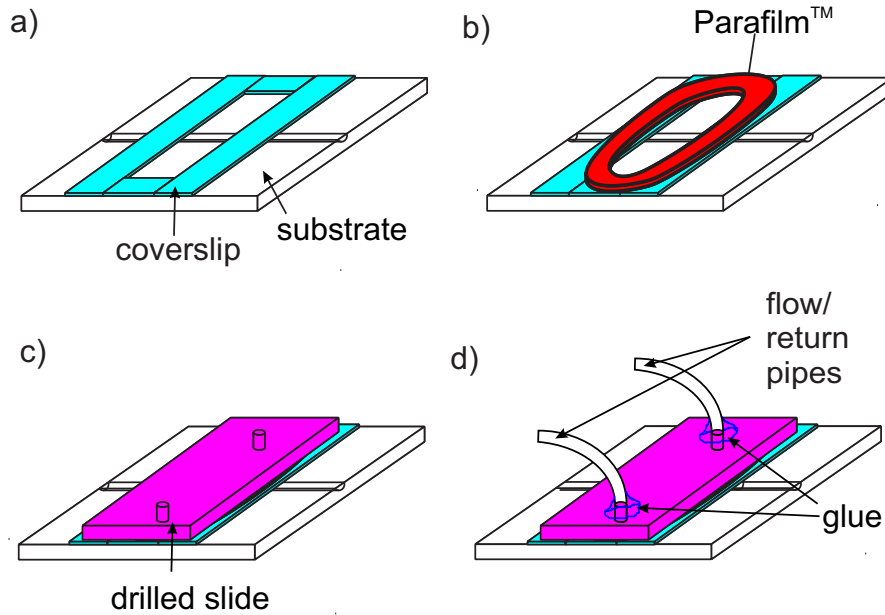 a)
coverslip
substrate
b)
Parafilm™
c)
drilled slide
d)
flow/
return
pipes
glue